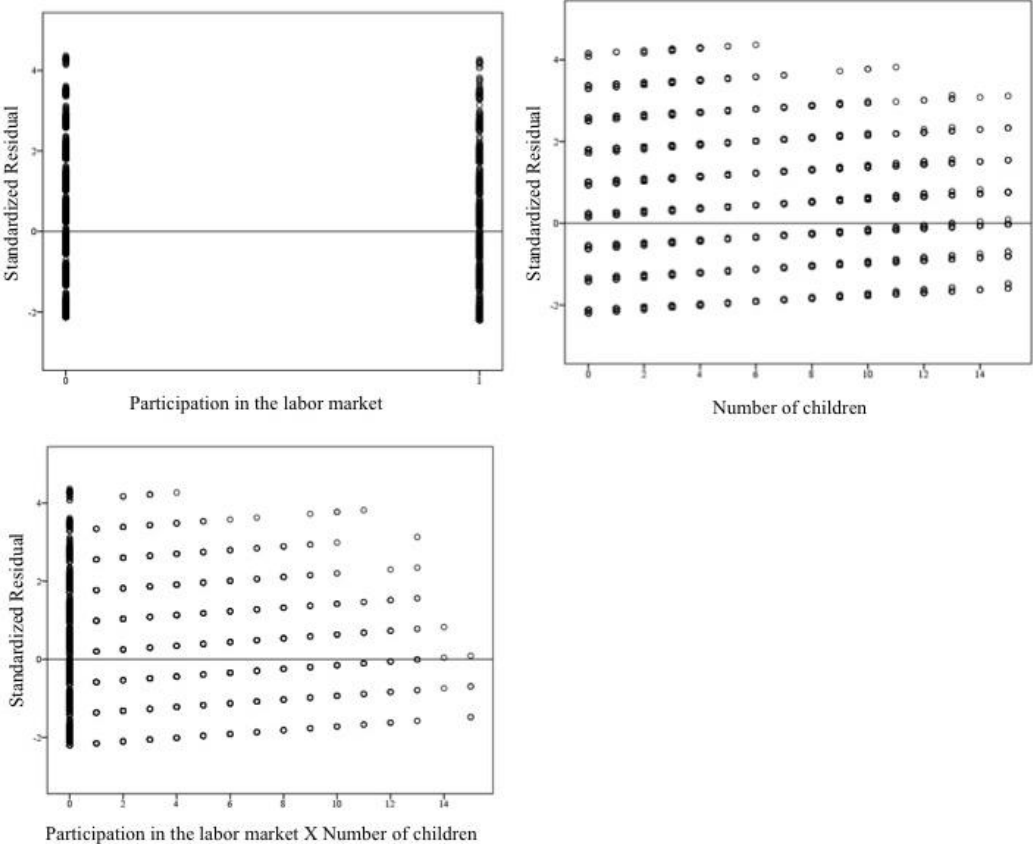 Standardized Residual
4
2
0
-2
0 1
Participation in the labor market
Standardized Residual
4
2
0
-2
0 2 4 6 8 10 12 14
Number of children
Standardized Residual
4
2
0
-2
0 2 4 6 8 10 12 14
Participation in the labor market X Number of children